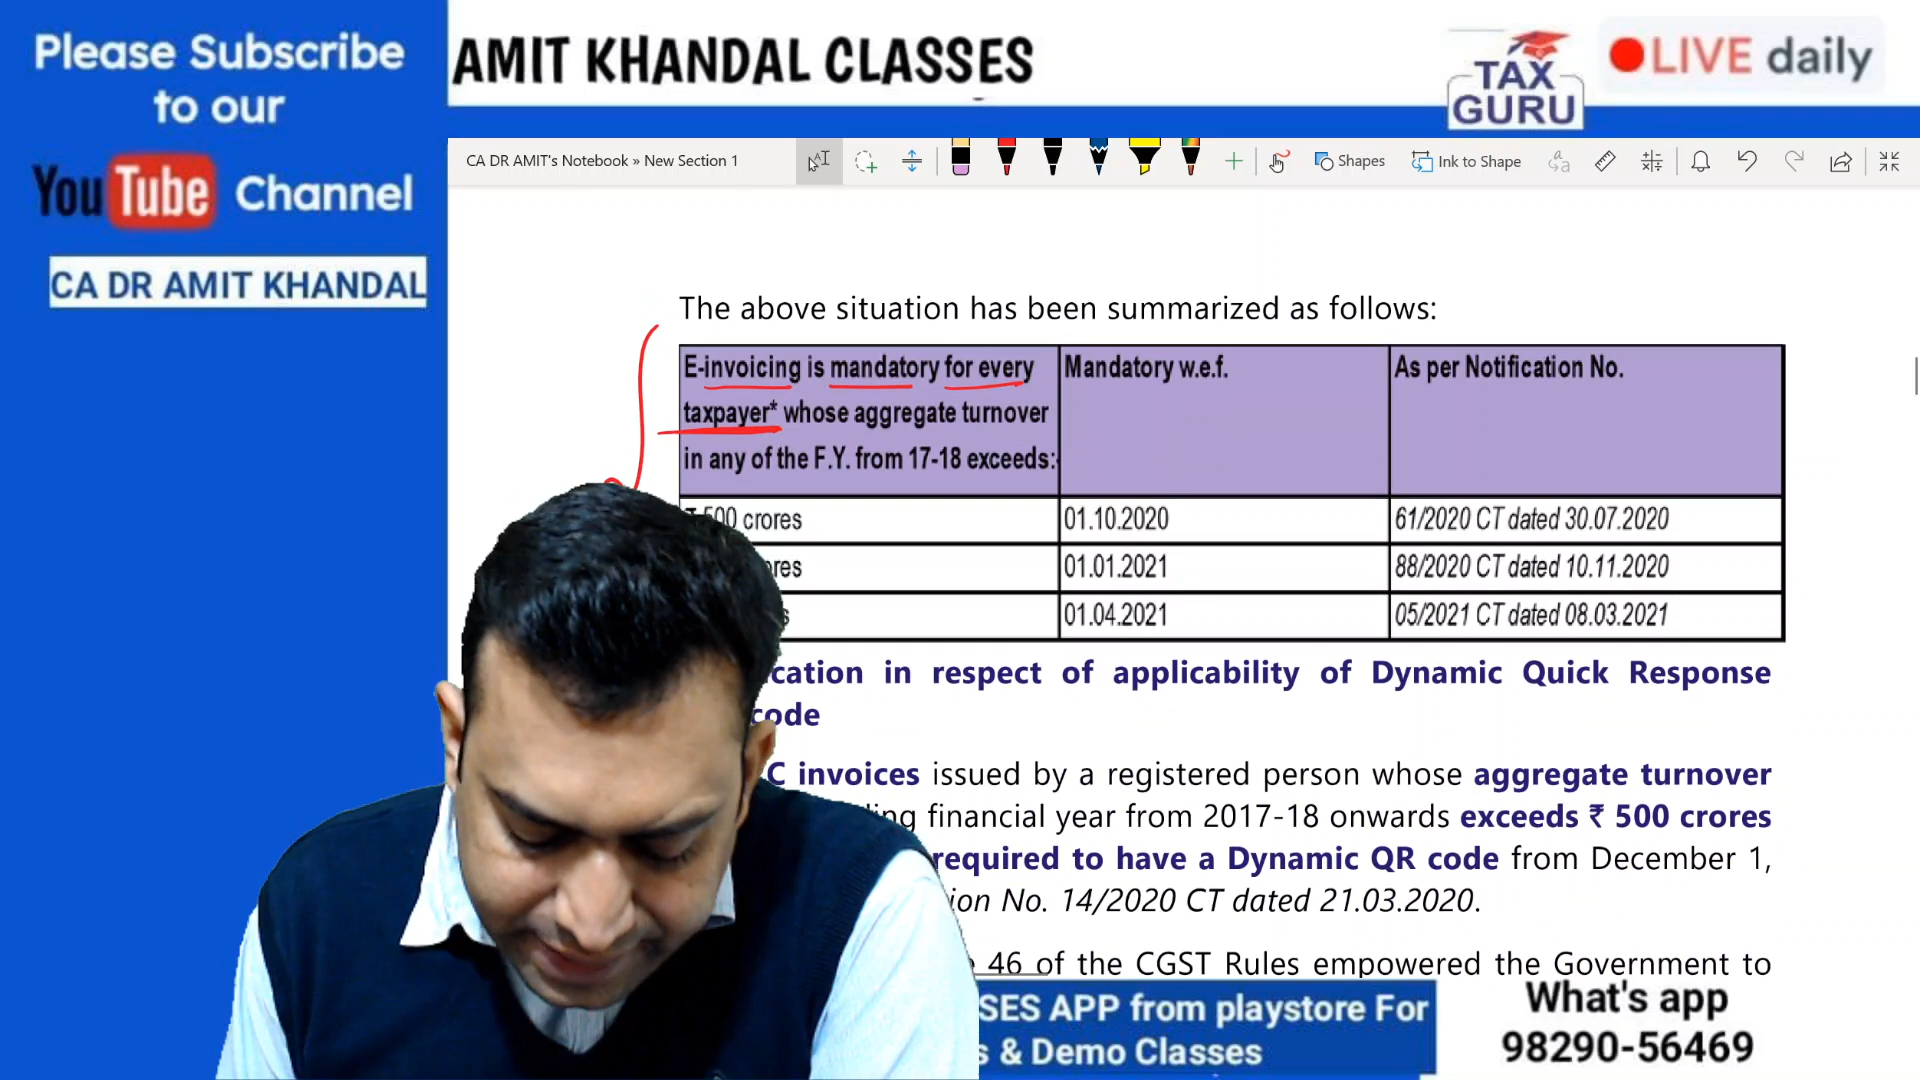 Please Subscribe
to our
You Tube Channel
CA DR AMIT KHANDAL
AMIT KHANDAL CLASSES
TAX
GURU
LIVE daily
CA DR AMIT's Notebook » New Section 1
Shapes
Ink to Shape
The above situation has been summarized as follows:
E-invoicing is mandatory for every
taxpayer* whose aggregate turnover
in any of the F.Y. from 17-18 exceeds:-
Mandatory w.e.f.
As per Notification No.
500 crores 01.10.2020 61/2020 CT dated 30.07.2020
01.01.2021 88/2020 CT dated 10.11.2020
01.04.2021 05/2021 CT dated 08.03.2021
in respect of applicability of Dynamic Quick Response
code
C invoices issued by a registered person whose aggregate turnover
financial year from 2017-18 onwards exceeds ₹ 500 crores
required to have a Dynamic QR code from December 1,
No. 14/2020 CT dated 21.03.2020.
46 of the CGST Rules empowered the Government to
APP from playstore For
& Demo Classes
What's app
98290-56469